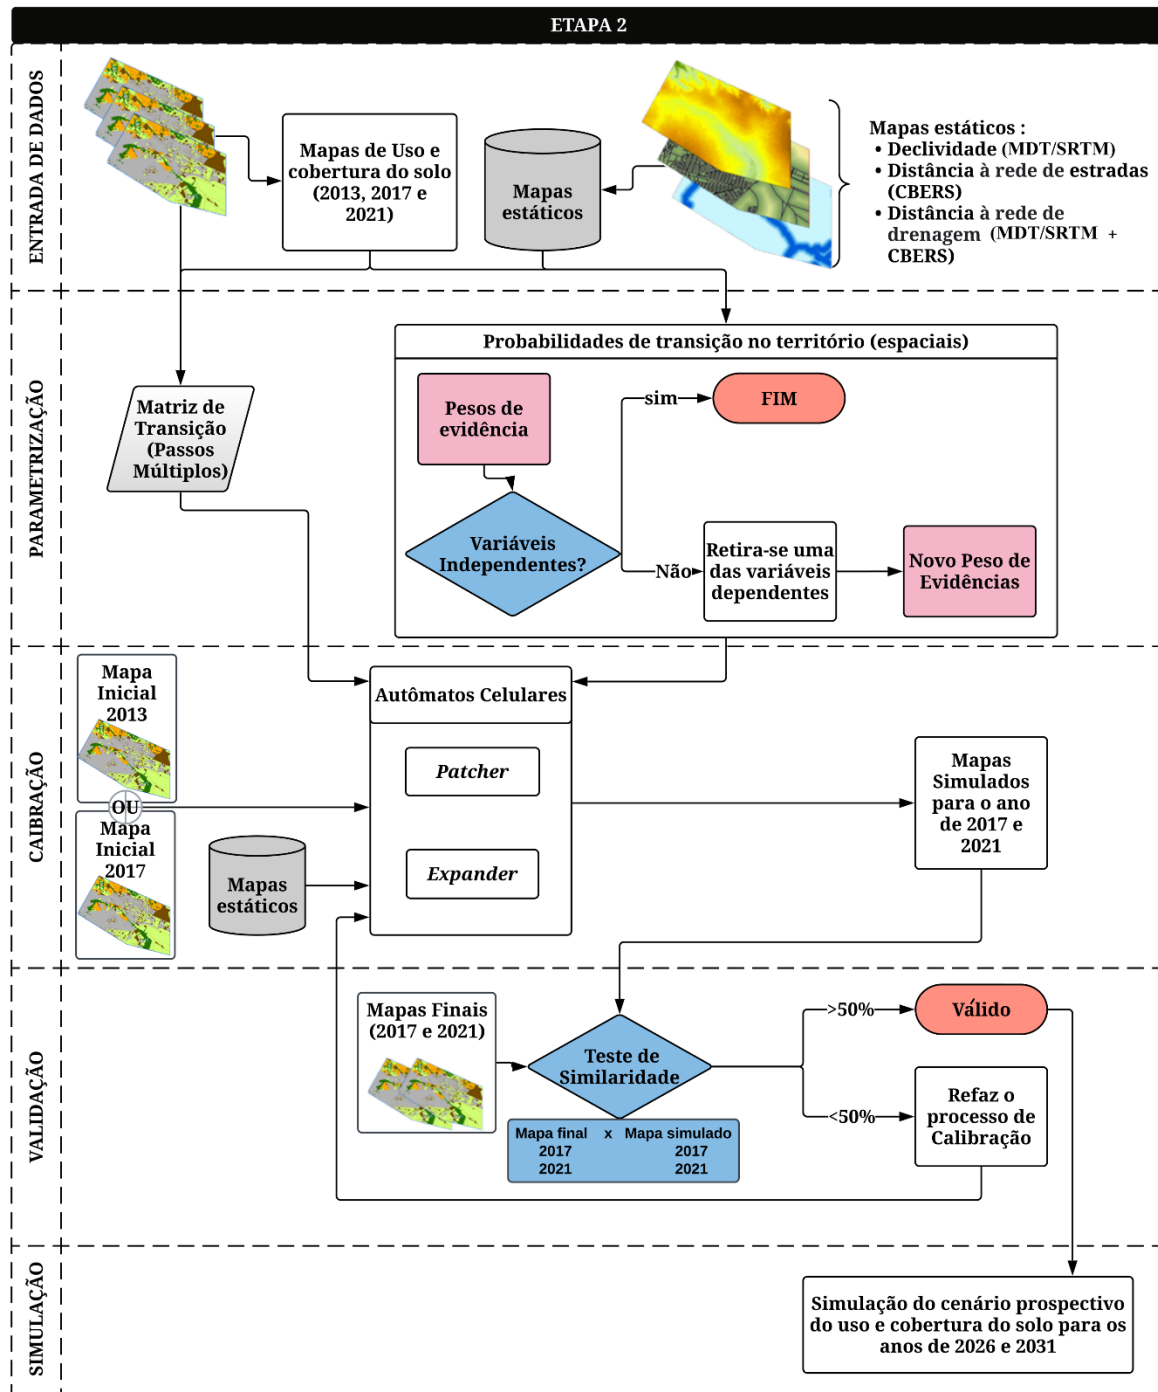 ETAPA 2
ENTRADA DE DADOS
Mapas de Uso e
cobertura do solo
(2013, 2017 e
2021)
Mapas
estáticos
Mapas estáticos :
• Declividade (MDT/SRTM)
• Distância à rede de estradas
(CBERS)
• Distância à rede de
drenagem (MDT/SRTM +
CBERS)
PARAMETRIZAÇÃO
Matriz de
Transição
(Passos
Múltiplos)
Probabilidades de transição no território (espaciais)
Pesos de
evidência
sim
FIM
Variáveis
Independentes?
Não
Retira-se uma
das variáveis
dependentes
Novo Peso de
Evidências
CAIBRAÇÃO
Mapa
Inicial
2013
OU
Mapa
Inicial
2017
Mapas
estáticos
Autômatos Celulares
Patcher
Expander
Mapas
Simulados
para o ano
de 2017 e
2021
VALIDAÇÃO
Mapas Finais
(2017 e 2021)
Teste de
Similaridade
Mapa final x Mapa simulado
2017 2017
2021 2021
>50%
Válido
<50%
Refaz o
processo de
Calibração
SIMULAÇÃO
Simulação do cenário prospectivo
do uso e cobertura do solo para os
anos de 2026 e 2031